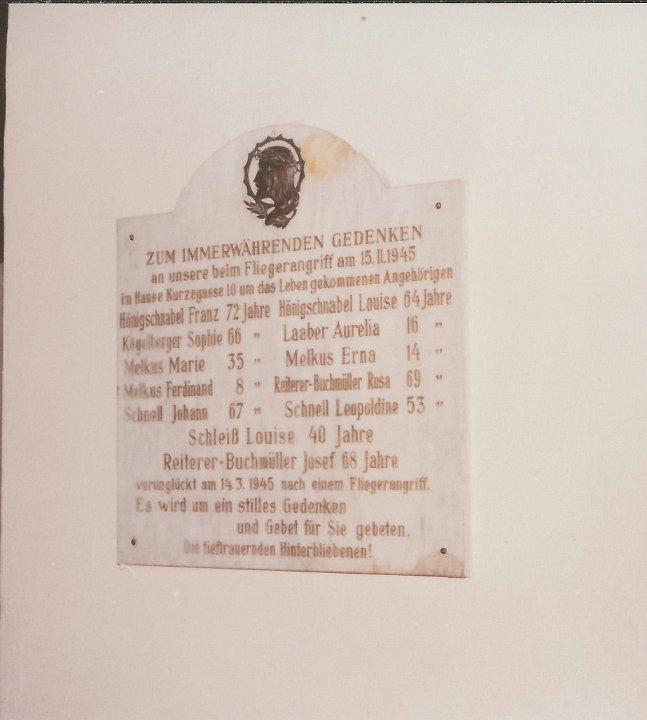 ZUM IMMERWÄHRENDEN GEDENKEN
an unsere beim Fliegerangriff am 15.II.1945
im Hause Kurzegasse 10 um das Leben gekommenen Angehörigen
Hönigschnabel Franz 72 Jahre Hönigschnabel Louise 64 Jahre
Kögelberger Sophie 66 " Laaber Aurelia 16 "
Melkus Marie 35 " Melkus Erna 14 "
Melkus Ferdinand 8 " Reiterer-Buchmüller Rosa 69 "
Schnell Johann 67 " Schnell Leopoldine 53 "
Schleiß Louise 40 Jahre
Reiterer-Buchmüller Josef 68 Jahre
verunglückt am 14.3.1945 nach einem Fliegerangriff.
Es wird um ein stilles Gedenken
und Gebet für Sie gebeten.
Die tieftrauernden Hinterbliebenen!